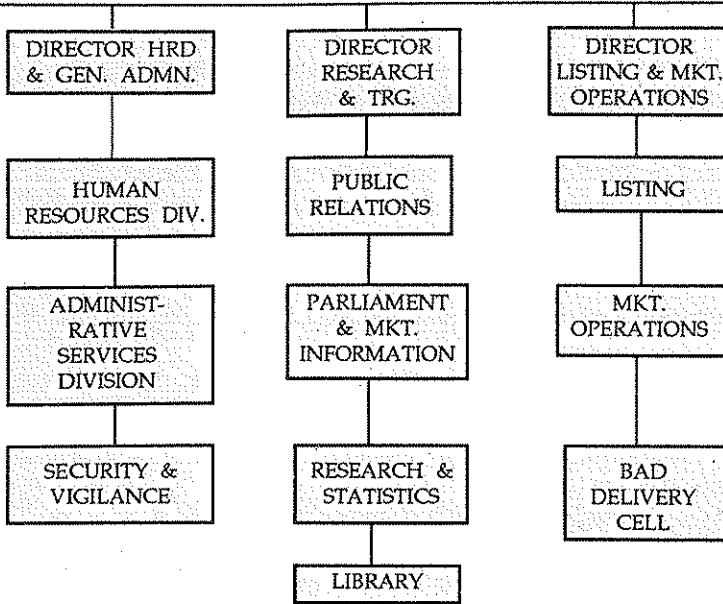 DIRECTOR HRD
& GEN. ADMN.
DIRECTOR
RESEARCH
& TRG.
DIRECTOR
LISTING & MKT.
OPERATIONS
HUMAN
RESOURCES DIV.
PUBLIC
RELATIONS
LISTING
ADMINIST-
RATIVE
SERVICES
DIVISION
PARLIAMENT
& MKT.
INFORMATION
MKT.
OPERATIONS
SECURITY &
VIGILANCE
RESEARCH &
STATISTICS
BAD
DELIVERY
CELL
LIBRARY